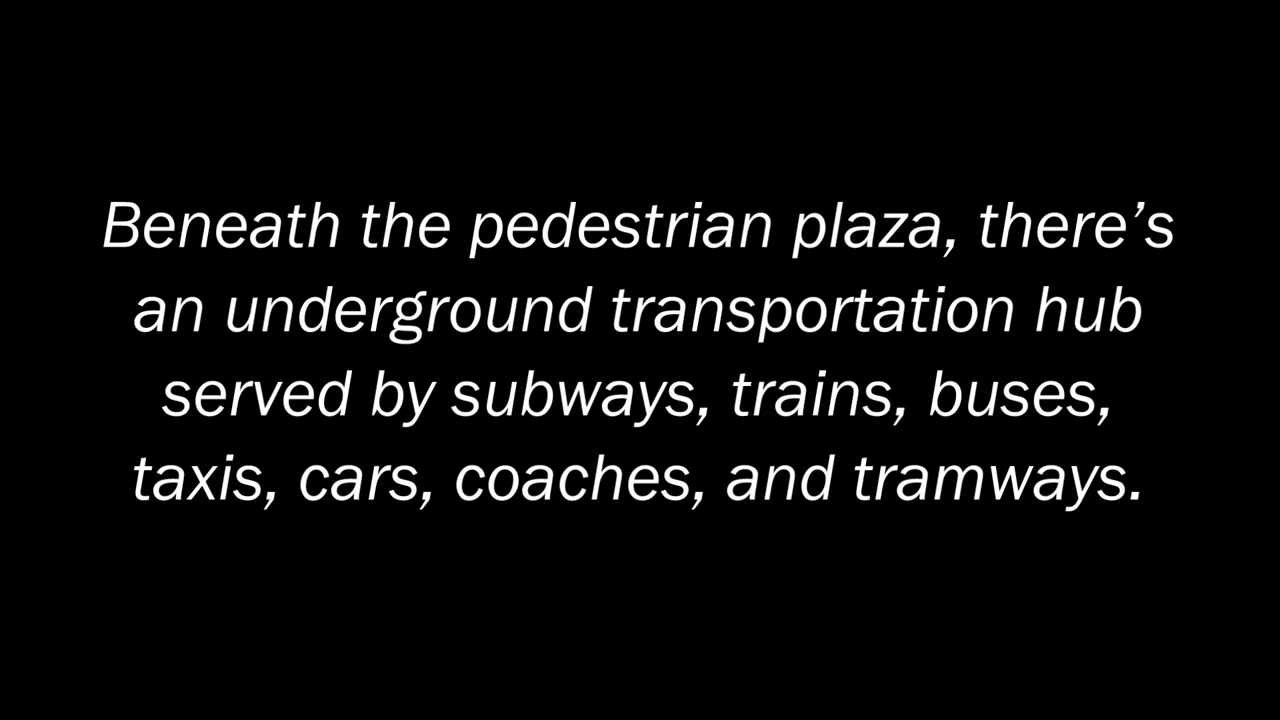 Beneath the pedestrian plaza, there’s
an underground transportation hub
served by subways, trains, buses,
taxis, cars, coaches, and tramways.